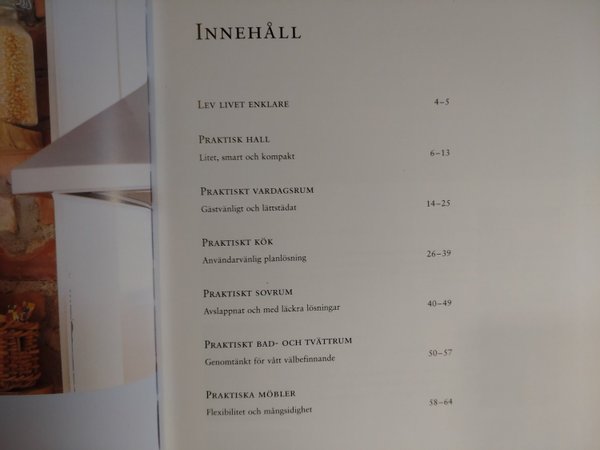 INNEHÅLL
LEV LIVET ENKLARE 4–5
PRAKTISK HALL
Litet, smart och kompakt 6–13
PRAKTISKT VARDAGSRUM
Gästvänligt och lättstädat 14–25
PRAKTISKT KÖK
Användarvänlig planlösning 26–39
PRAKTISKT SOVRUM
Avslappnat och med läckra lösningar 40–49
PRAKTISKT BAD- OCH TVÄTTRUM
Genomtänkt för vått välbefinnande 50–57
PRAKTISKA MÖBLER
Flexibilitet och mångsidighet 58–64